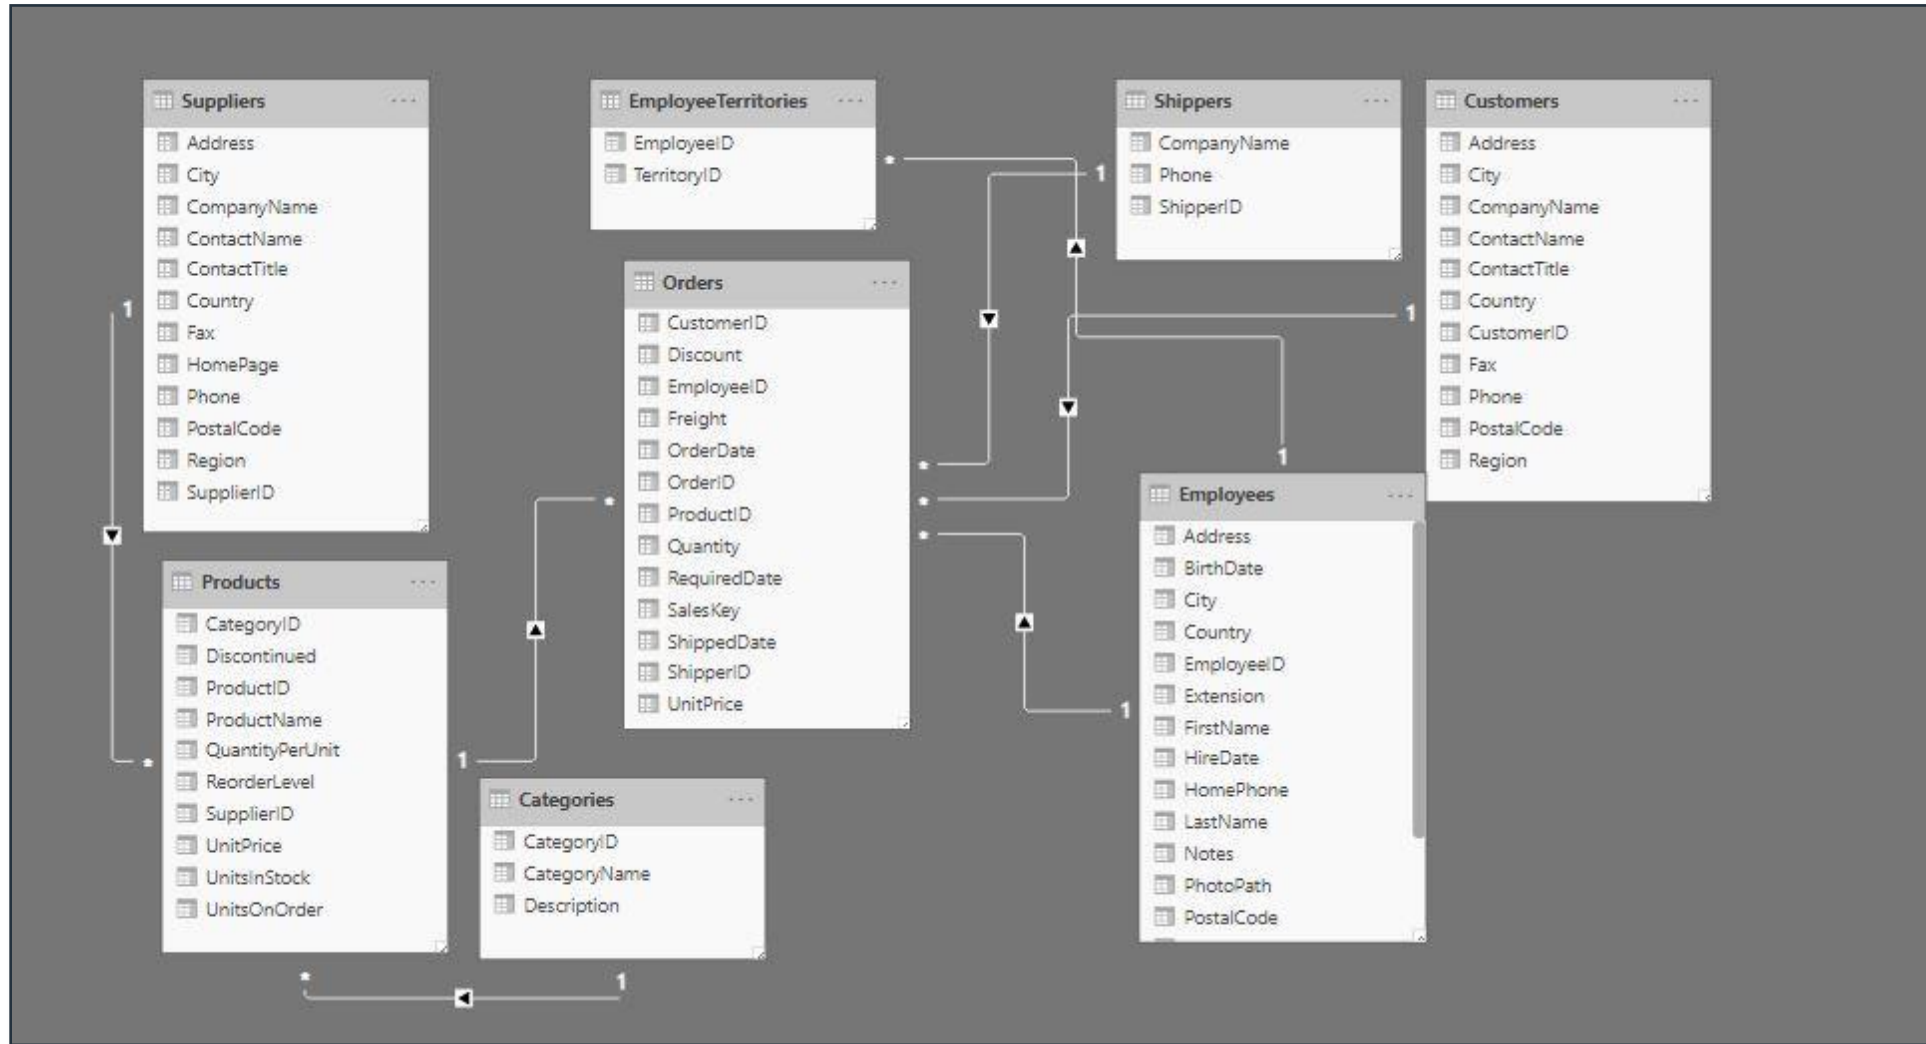 Suppliers
Address
City
CompanyName
ContactName
ContactTitle
Country
Fax
HomePage
Phone
PostalCode
Region
SupplierID
EmployeeTerritories
EmployeeID
TerritoryID
Shippers
CompanyName
Phone
ShipperID
Customers
Address
City
CompanyName
ContactName
ContactTitle
Country
CustomerID
Fax
Phone
PostalCode
Region
Orders
CustomerID
Discount
EmployeeID
Freight
OrderDate
OrderID
ProductID
Quantity
RequiredDate
SalesKey
ShippedDate
ShipperID
UnitPrice
Employees
Address
BirthDate
City
Country
EmployeeID
Extension
FirstName
HireDate
HomePhone
LastName
Notes
PhotoPath
PostalCode
Products
CategoryID
Discontinued
ProductID
ProductName
QuantityPerUnit
ReorderLevel
SupplierID
UnitPrice
UnitsInStock
UnitsOnOrder
Categories
CategoryID
CategoryName
Description
1
*
1
*
*
1
*
1
*
1
*
1
*
1